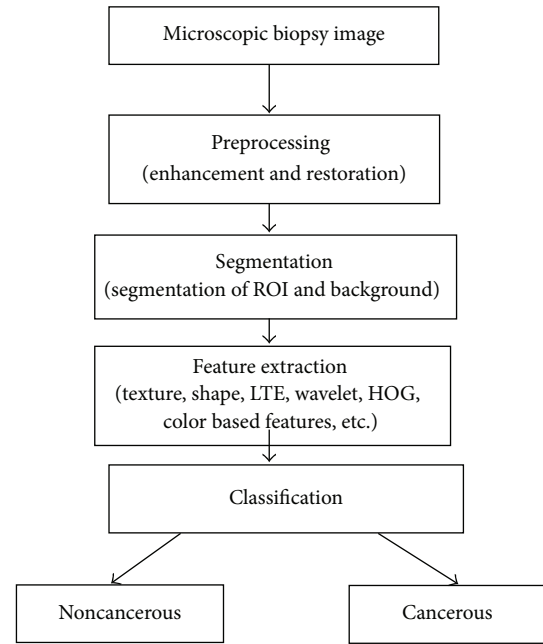 Microscopic biopsy image
Preprocessing
(enhancement and restoration)
Segmentation
(segmentation of ROI and background)
Feature extraction
(texture, shape, LTE, wavelet, HOG,
color based features, etc.)
Classification
Noncancerous
Cancerous